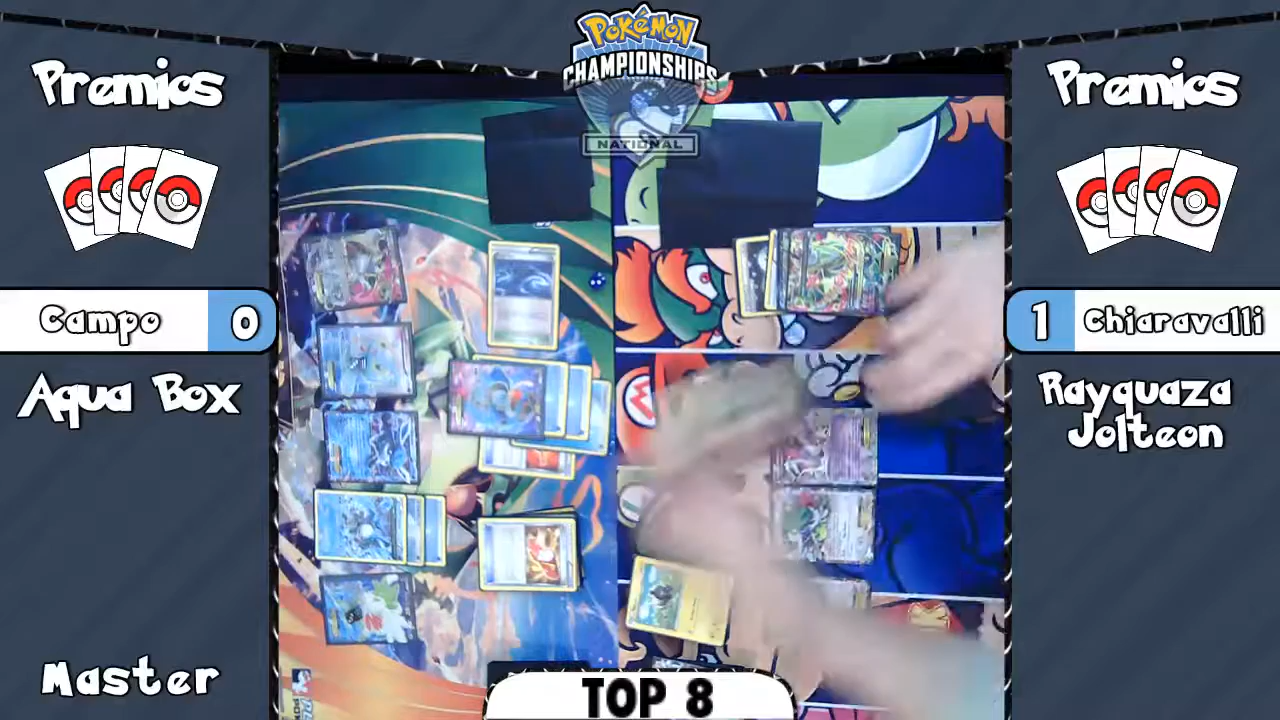 POKéMON
CHAMPIONSHIPS
NATIONAL
Premios
Premios
Campo 0
1 Chiaravalli
Aqua Box
Rayquaza
Jolteon
Master
TOP 8